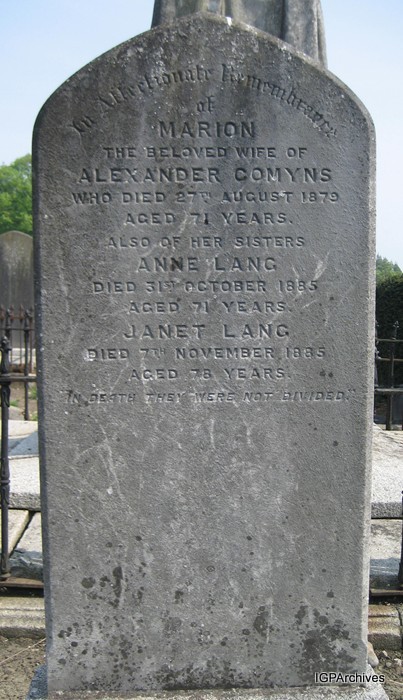 In Affectionate Remembrance
of
MARION
THE BELOVED WIFE OF
ALEXANDER COMYNS
WHO DIED 27TH AUGUST 1879
AGED 71 YEARS.
ALSO OF HER SISTERS
ANNE LANG
DIED 31ST OCTOBER 1885
AGED 71 YEARS.
JANET LANG
DIED 7TH NOVEMBER, 1885
AGED 78 YEARS.
"IN DEATH THEY WERE NOT DIVIDED."
IGPArchives